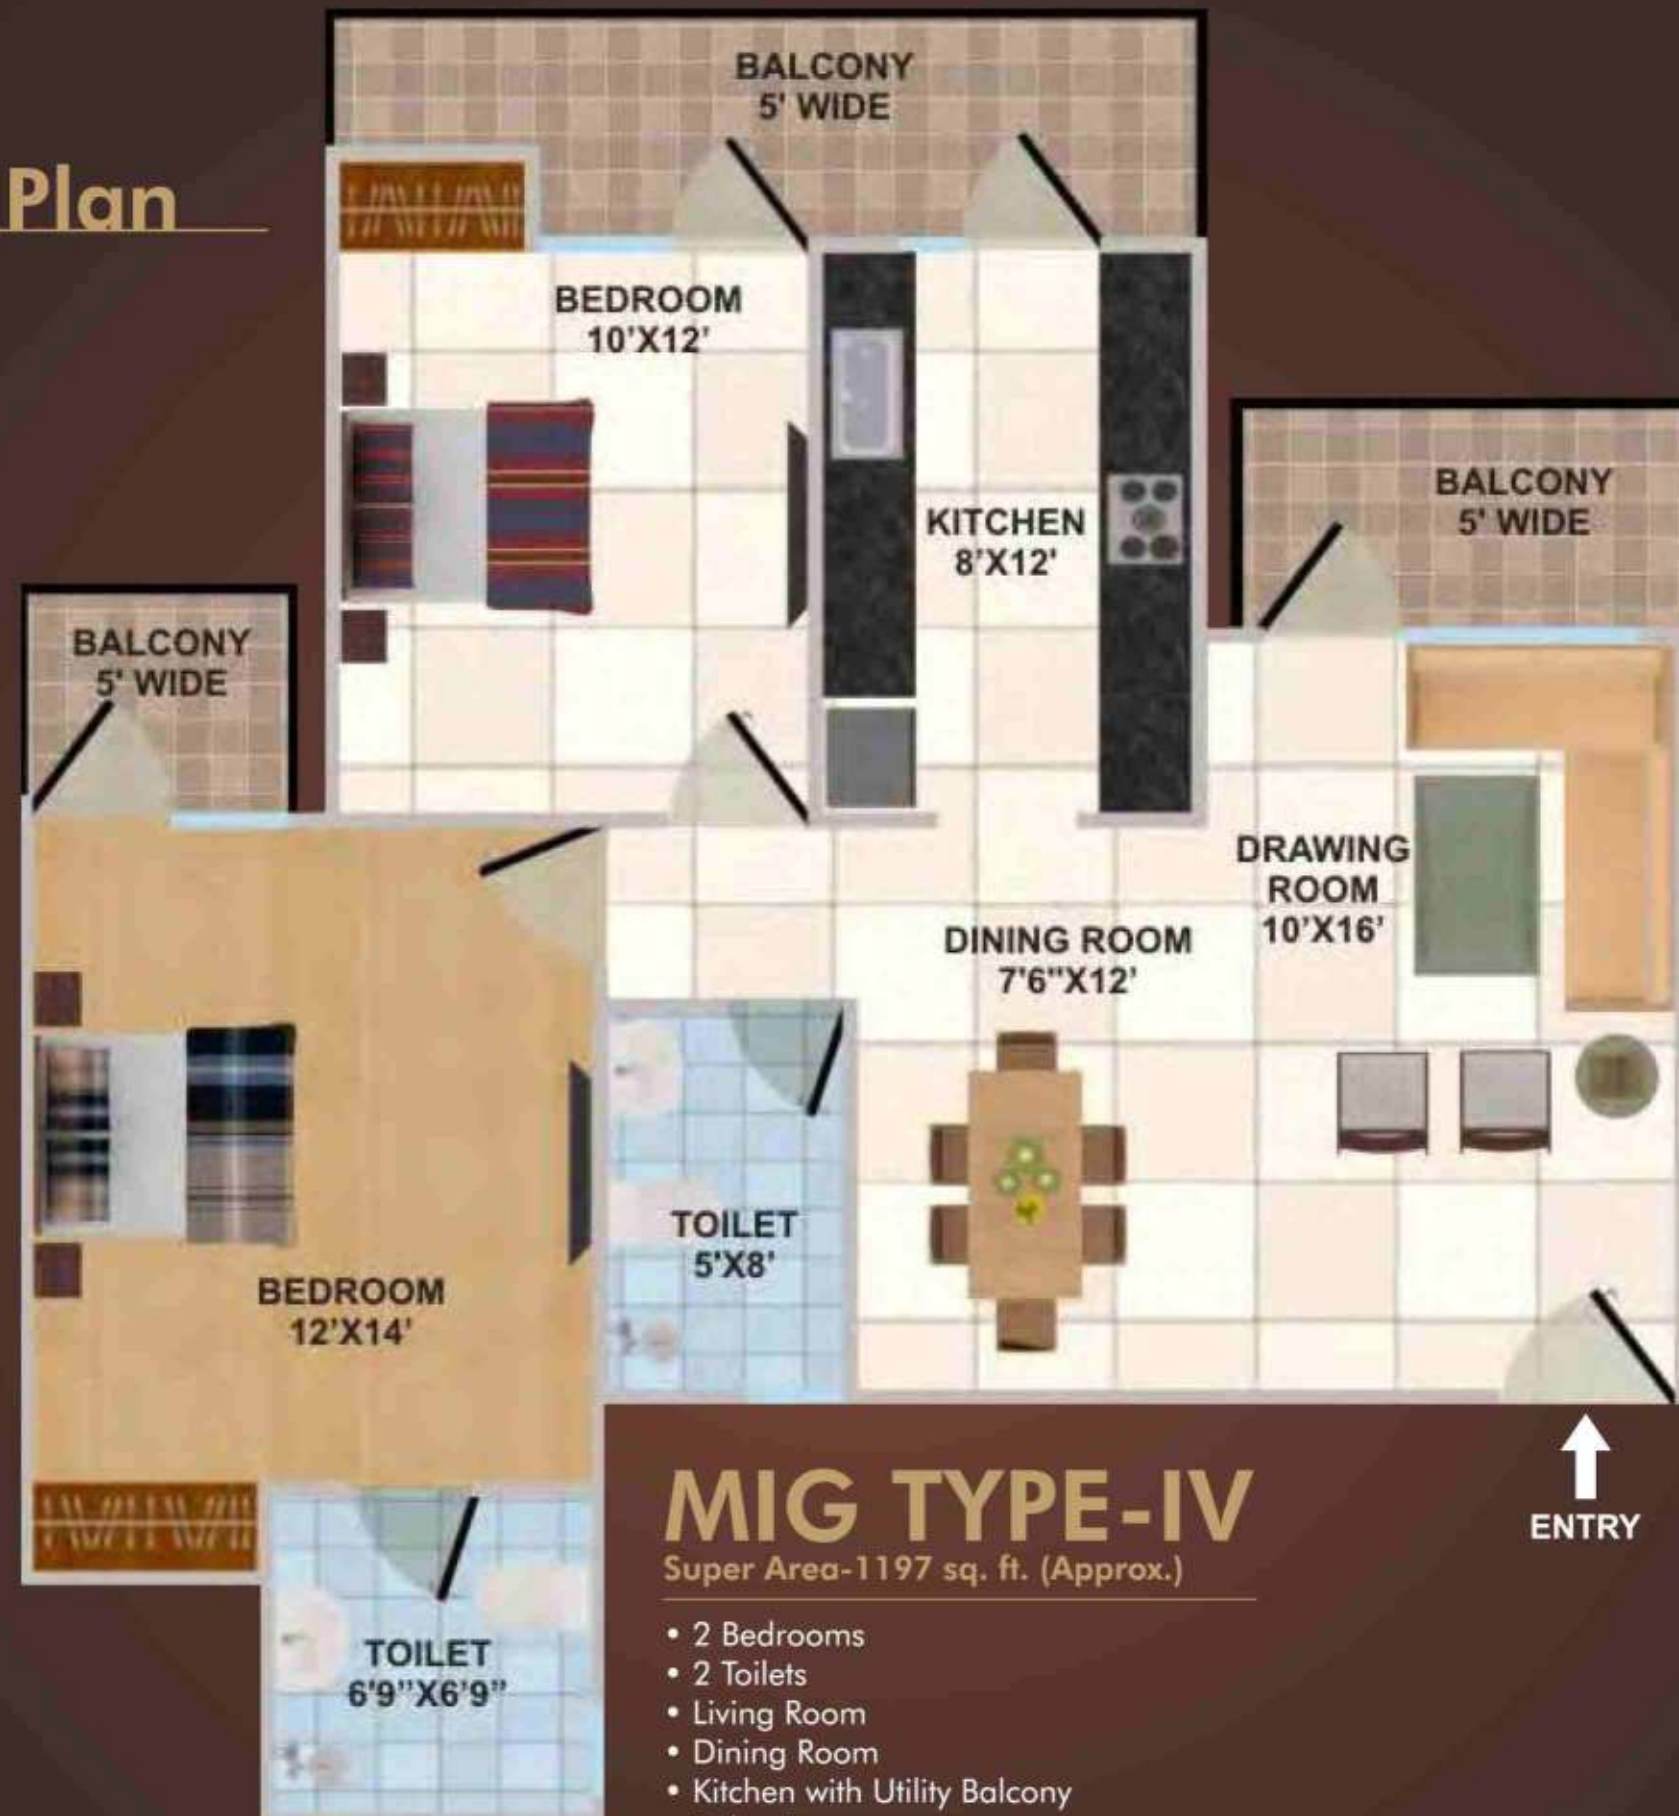 Plan
BALCONY
5' WIDE
BEDROOM
10'X12'
KITCHEN
8'X12'
BALCONY
5' WIDE
BALCONY
5' WIDE
DRAWING
ROOM
10'X16'
DINING ROOM
7'6"X12'
TOILET
5'X8'
BEDROOM
12'X14'
TOILET
6'9"X6'9"
ENTRY
MIG TYPE-IV
Super Area-1197 sq. ft. (Approx.)
• 2 Bedrooms
• 2 Toilets
• Living Room
• Dining Room
• Kitchen with Utility Balcony